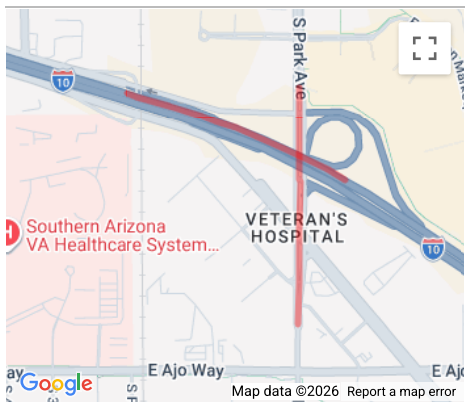 S Park Ave
10
Southern Arizona
VA Healthcare System...
H
VETERAN'S
HOSPITAL
10
E Ajo Way
E Ajo
ay
Google
Map data ©2026 Report a map error